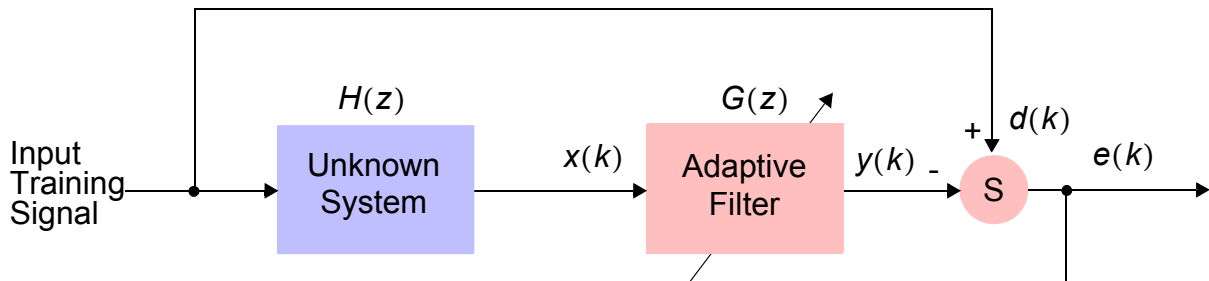 H(z)
G(z)
Input
Training
Signal
Unknown
System
x(k)
Adaptive
Filter
y(k)
-
+
d(k)
S
e(k)